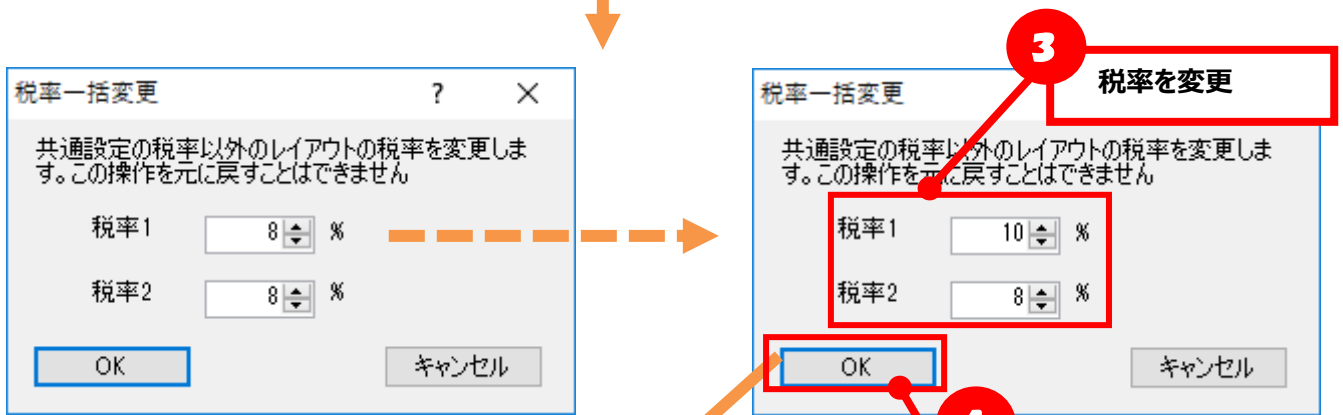 税率一括変更
?
共通設定の税率以外のレイアウトの税率を変更しま
す。この操作を元に戻すことはできません
税率1
8
%
税率2
8
%
OK
キャンセル
3
税率を変更
税率一括変更
共通設定の税率以外のレイアウトの税率を変更しま
す。この操作を元に戻すことはできません
税率1
10
%
税率2
8
%
OK
キャンセル